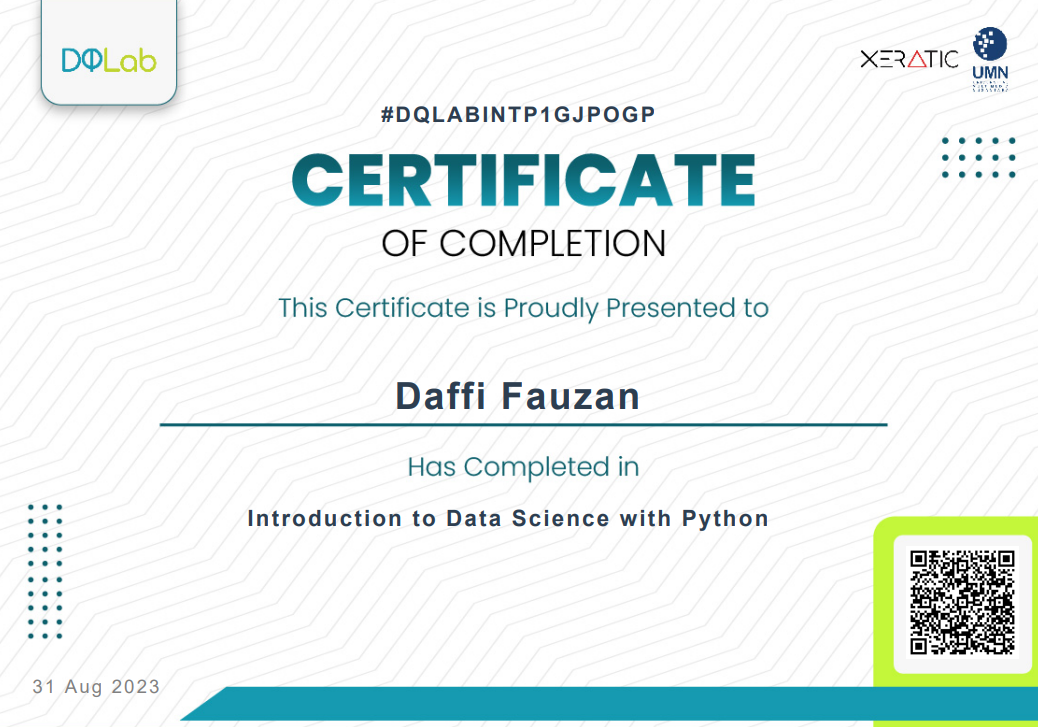 DQLab
XERATIC
UMN
#DQLABINTP1GJPOGP
CERTIFICATE
OF COMPLETION
This Certificate is Proudly Presented to
Daffi Fauzan
Has Completed in
Introduction to Data Science with Python
31 Aug 2023